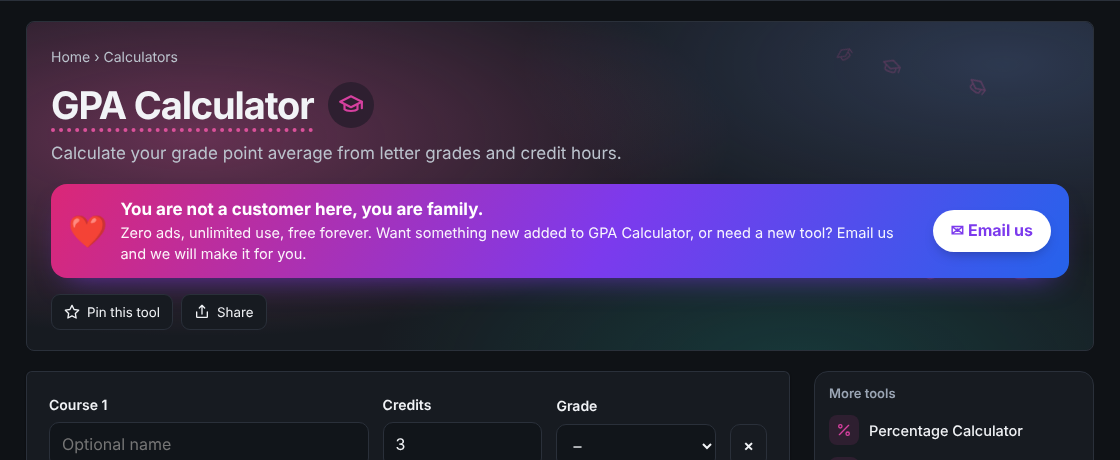 Home › Calculators
GPA Calculator
Calculate your grade point average from letter grades and credit hours.
You are not a customer here, you are family.
Zero ads, unlimited use, free forever. Want something new added to GPA Calculator, or need a new tool? Email us
and we will make it for you.
✉ Email us
Pin this tool
Share
Course 1
Credits
Grade
Optional name
3
–
×
More tools
Percentage Calculator